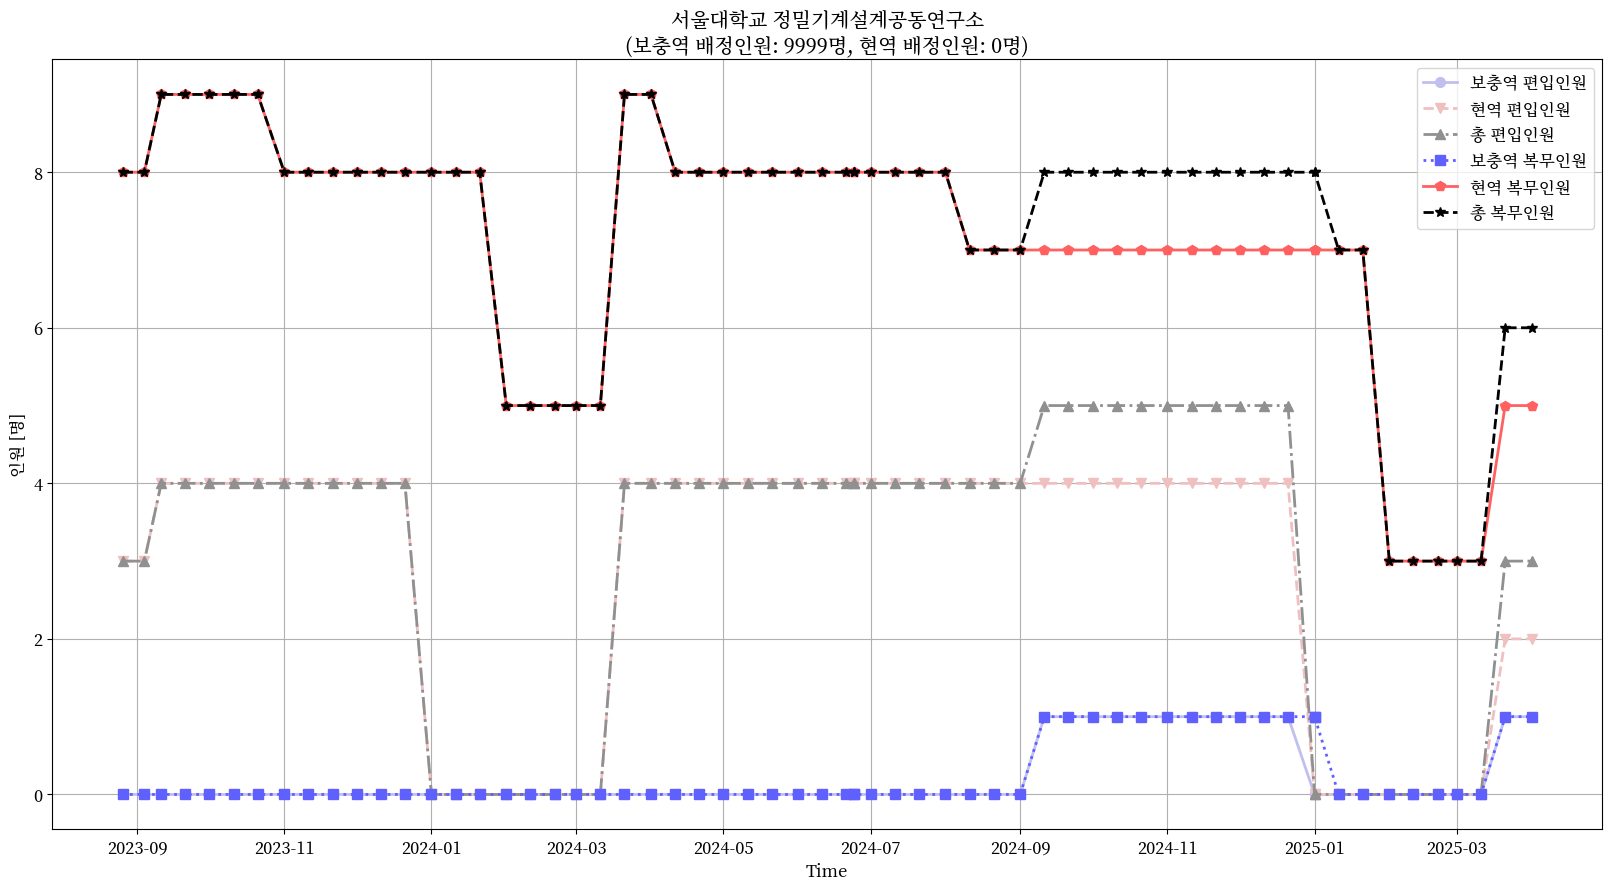 서울대학교 정밀기계설계공동연구소
(보충역 배정인원: 9999명, 현역 배정인원: 0명)
보충역 편입인원
현역 편입인원
총 편입인원
보충역 복무인원
현역 복무인원
총 복무인원
인원 [명]
8
6
4
2
0
2023-09 2023-11 2024-01 2024-03 2024-05 2024-07 2024-09 2024-11 2025-01 2025-03
Time